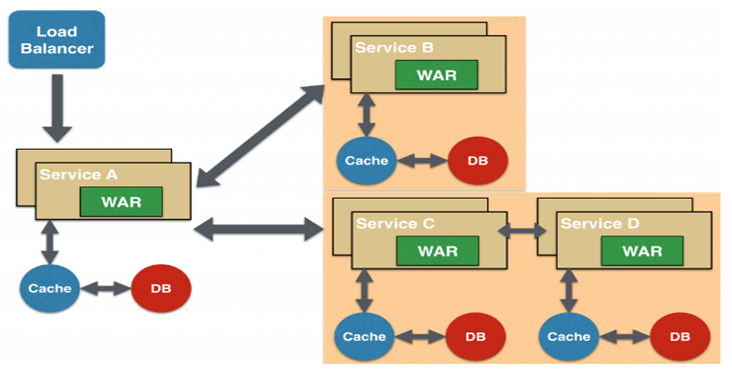 Load
Balancer
Service A
WAR
Cache
DB
Service B
WAR
Cache
DB
Service C
WAR
Cache
DB
Service D
WAR
Cache
DB